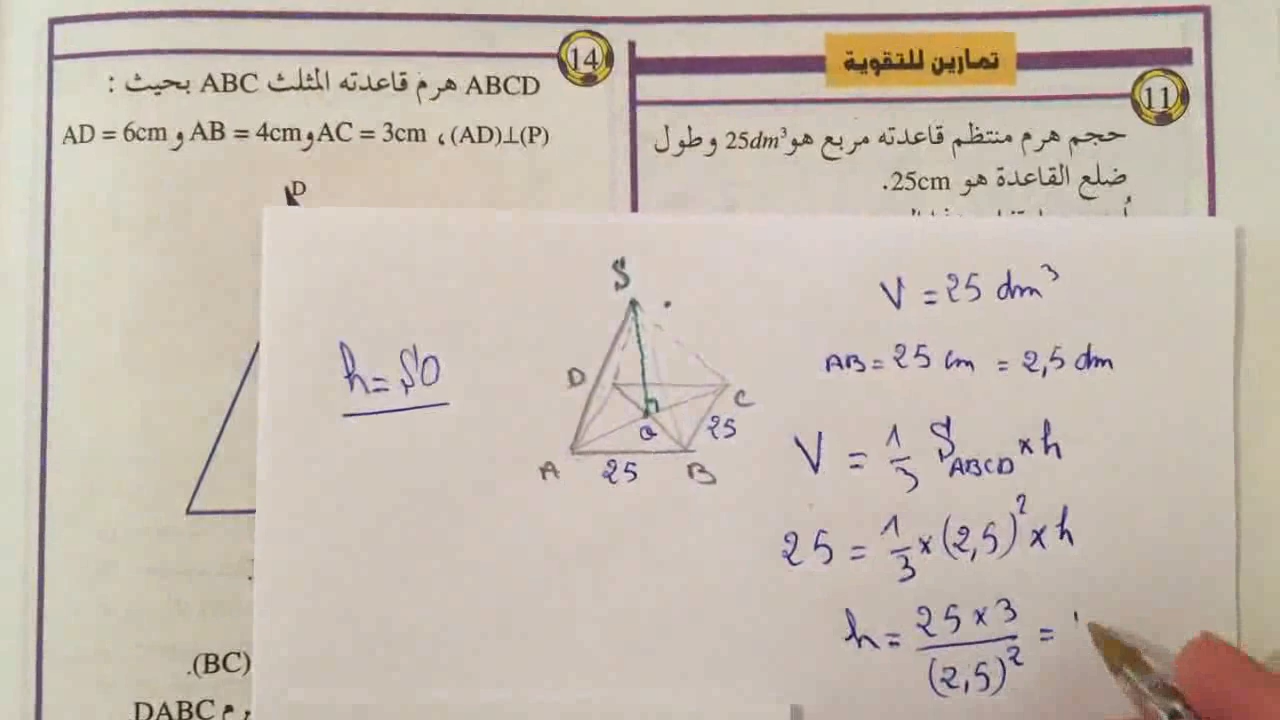 تمارين للتقوية
11
حجم هرم منتظم قاعدته مربع هو 25dm³ وطول
ضلع القاعدة هو 25cm.
14
ABCD هرم قاعدته المثلث ABC بحيث :
AD = 6cm و AB = 4cm و AC = 3cm ، (AD)⊥(P)
D
(BC).
DABC
h = SO
S
D
C
O
25
A
25
B
V = 25 dm³
AB = 25 cm = 2,5 dm
V = 1/3 S_ABCD × h
25 = 1/3 × (2,5)² × h
h = 25 × 3 / (2,5)² =